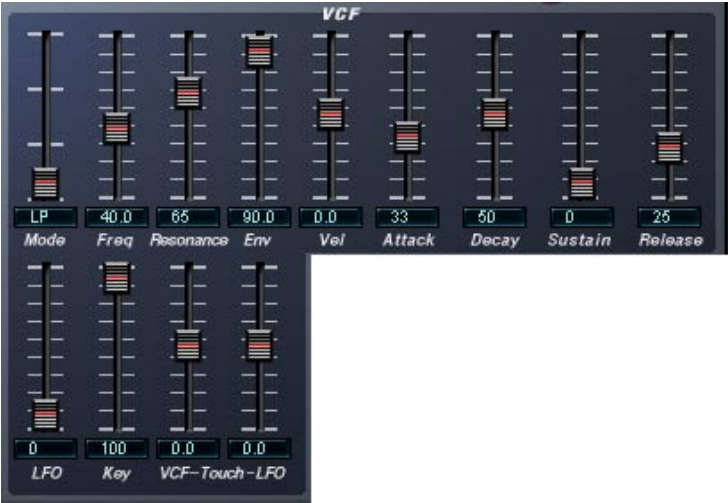 VCF
LP 40.0 65 90.0 0.0 33 50 0 25
Mode Freq Resonance Env Vel Attack Decay Sustain Release
0 100 0.0 0.0
LFO Key VCF-Touch-LFO